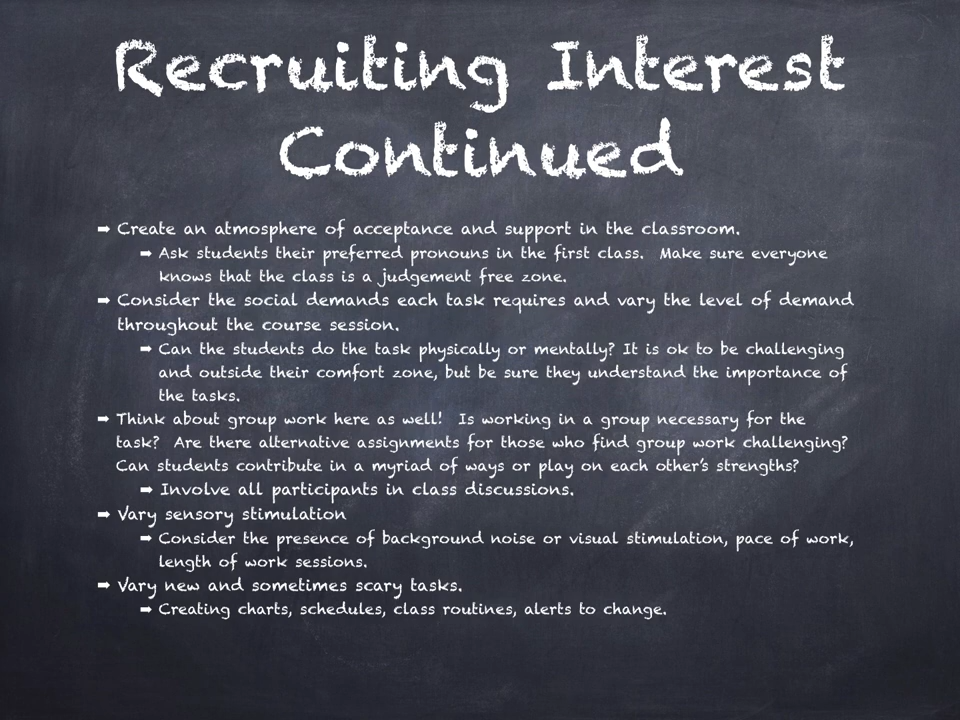 Recruiting Interest
Continued
➡ Create an atmosphere of acceptance and support in the classroom.
➡ Ask students their preferred pronouns in the first class.  Make sure everyone
knows that the class is a judgement free zone.
➡ Consider the social demands each task requires and vary the level of demand
throughout the course session.
➡ Can the students do the task physically or mentally? It is ok to be challenging
and outside their comfort zone, but be sure they understand the importance of
the tasks.
➡ Think about group work here as well!  Is working in a group necessary for the
task?  Are there alternative assignments for those who find group work challenging?
Can students contribute in a myriad of ways or play on each other's strengths?
➡ Involve all participants in class discussions.
➡ Vary sensory stimulation
➡ Consider the presence of background noise or visual stimulation, pace of work,
length of work sessions.
➡ Vary new and sometimes scary tasks.
➡ Creating charts, schedules, class routines, alerts to change.